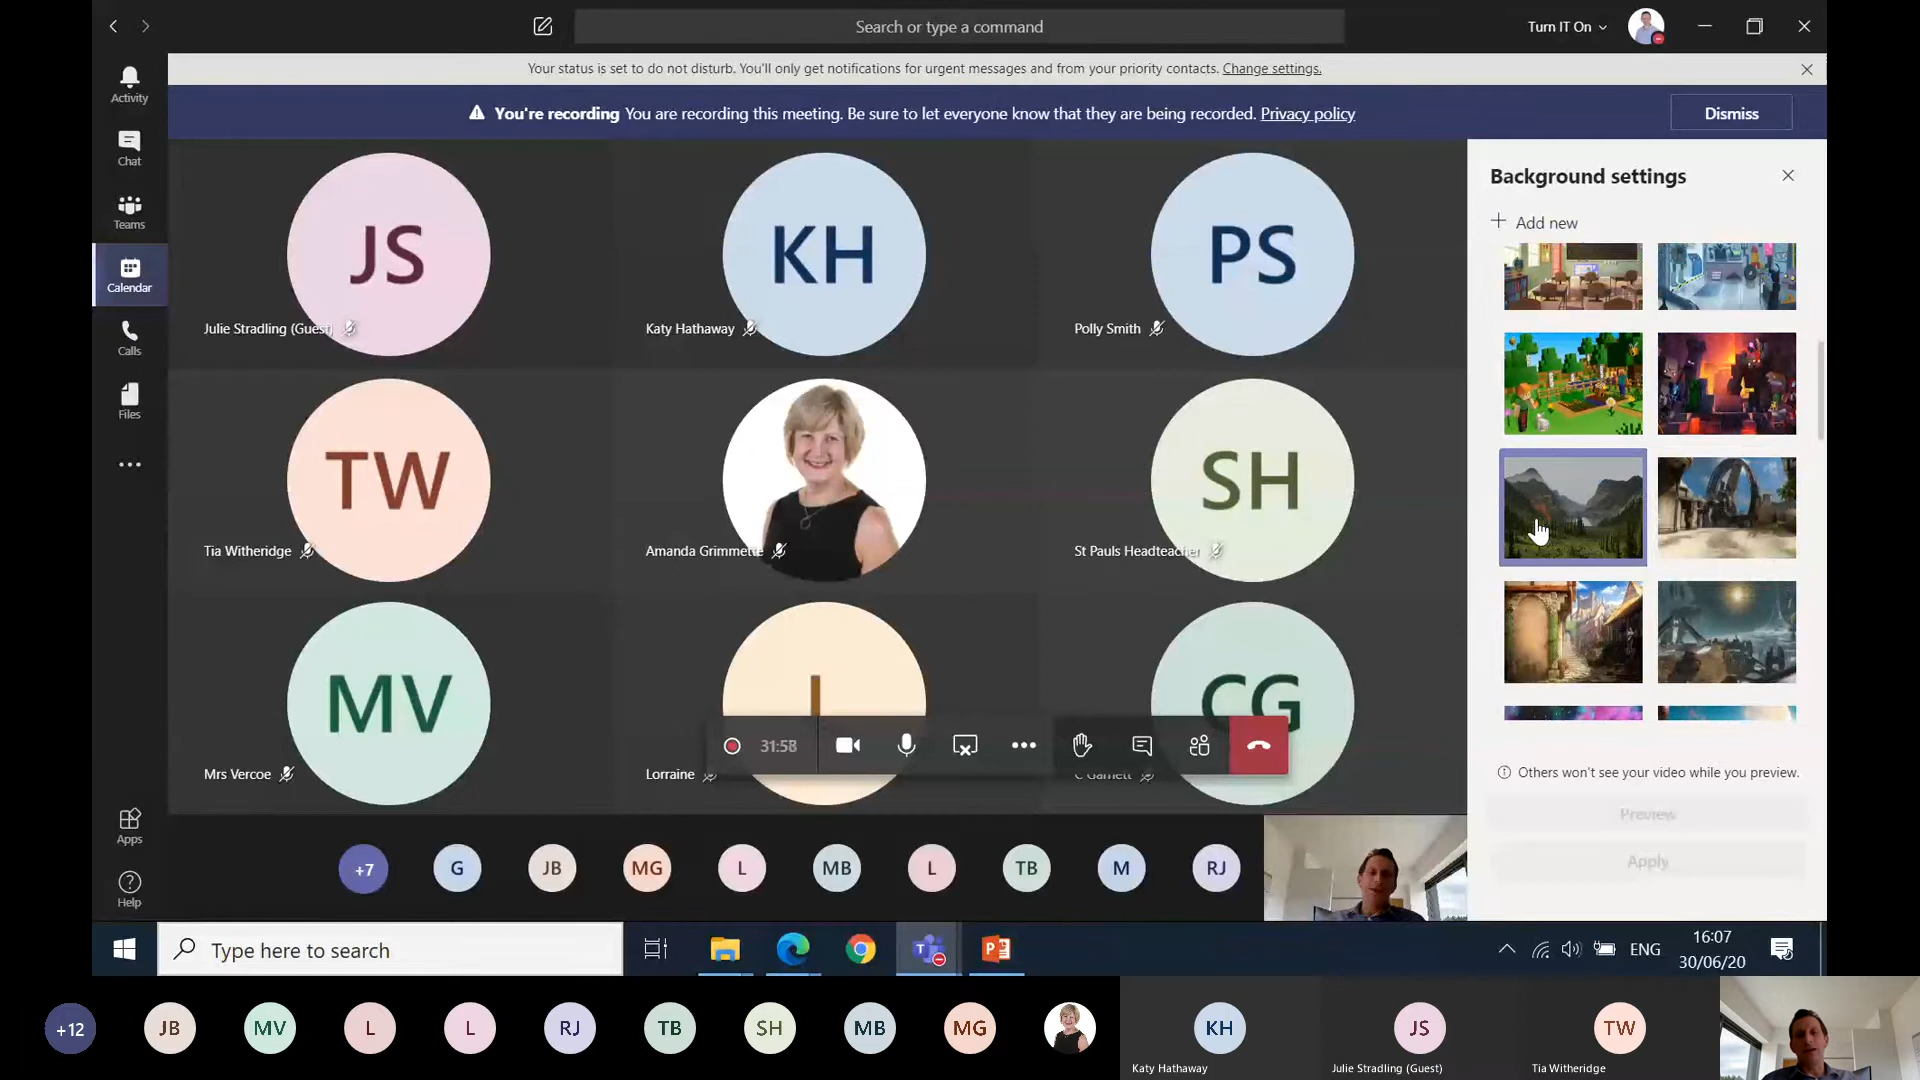 Search or type a command
Turn IT On
Your status is set to do not disturb. You'll only get notifications for urgent messages and from your priority contacts. Change settings.
You're recording You are recording this meeting. Be sure to let everyone know that they are being recorded. Privacy policy
Dismiss
Activity
Chat
Teams
Calendar
Calls
Files
Apps
Help
JS
Julie Stradling (Guest)
KH
Katy Hathaway
PS
Polly Smith
TW
Tia Witheridge
Amanda Grimmette
SH
St Pauls Headteacher
MV
Mrs Vercoe
L
Lorraine
CG
C Garnett
31:58
Background settings
Add new
Others won't see your video while you preview.
Preview
Apply
+7
G
JB
MG
L
MB
L
TB
M
RJ
Type here to search
ENG
16:07
30/06/20
+12
JB
MV
L
L
RJ
TB
SH
MB
MG
KH
Katy Hathaway
JS
Julie Stradling (Guest)
TW
Tia Witheridge